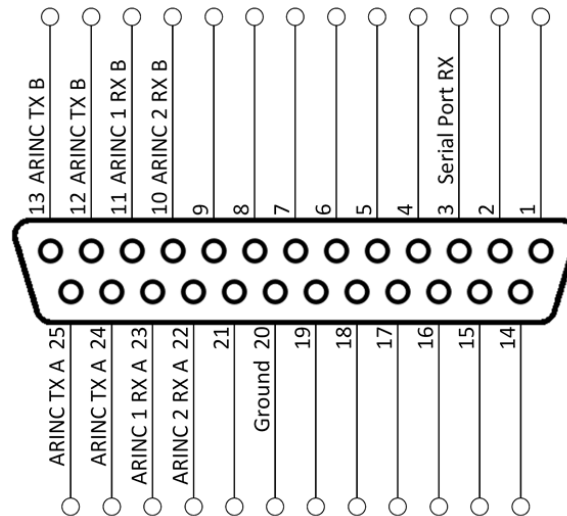 13 ARINC TX B
12 ARINC TX B
11 ARINC 1 RX B
10 ARINC 2 RX B
9
8
7
6
5
4
3 Serial Port RX
2
1
ARINC TX A 25
ARINC TX A 24
ARINC 1 RX A 23
ARINC 2 RX A 22
21
Ground 20
19
18
17
16
15
14